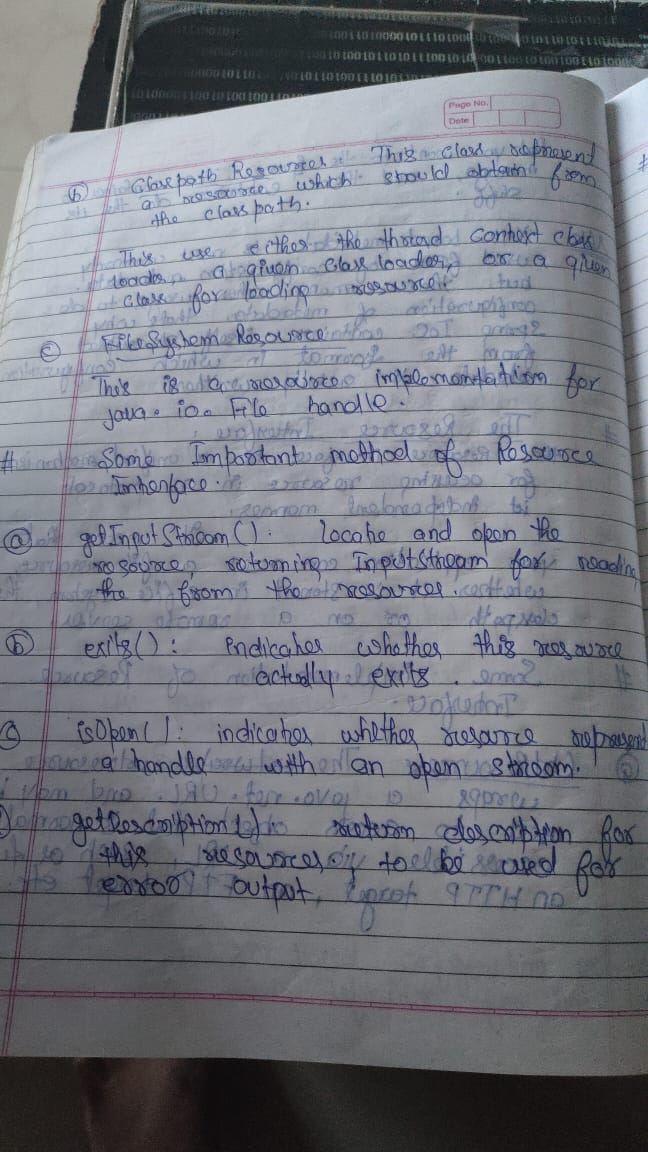 Page No.
Date
(b) Classpath Resource : This class represent
a resource which should obtain from
the classpath.
This use either the thread context class
loader, a given class loader, or a given
class for loading resource.
(c) FileSystem Resource
This is a resource implementation for
java.io.File handle.
# Some Important method of Resource
Interface.
(a) getInputStream(): locate and open the
resource, returning InputStream for reading
the from the resource.
(b) exits(): indicates whether this resource
actually exits.
(c) isOpen(): indicates whether resource represent
a handle with an open stream.
getDescription() return description for
this resource, to be used for
error output,